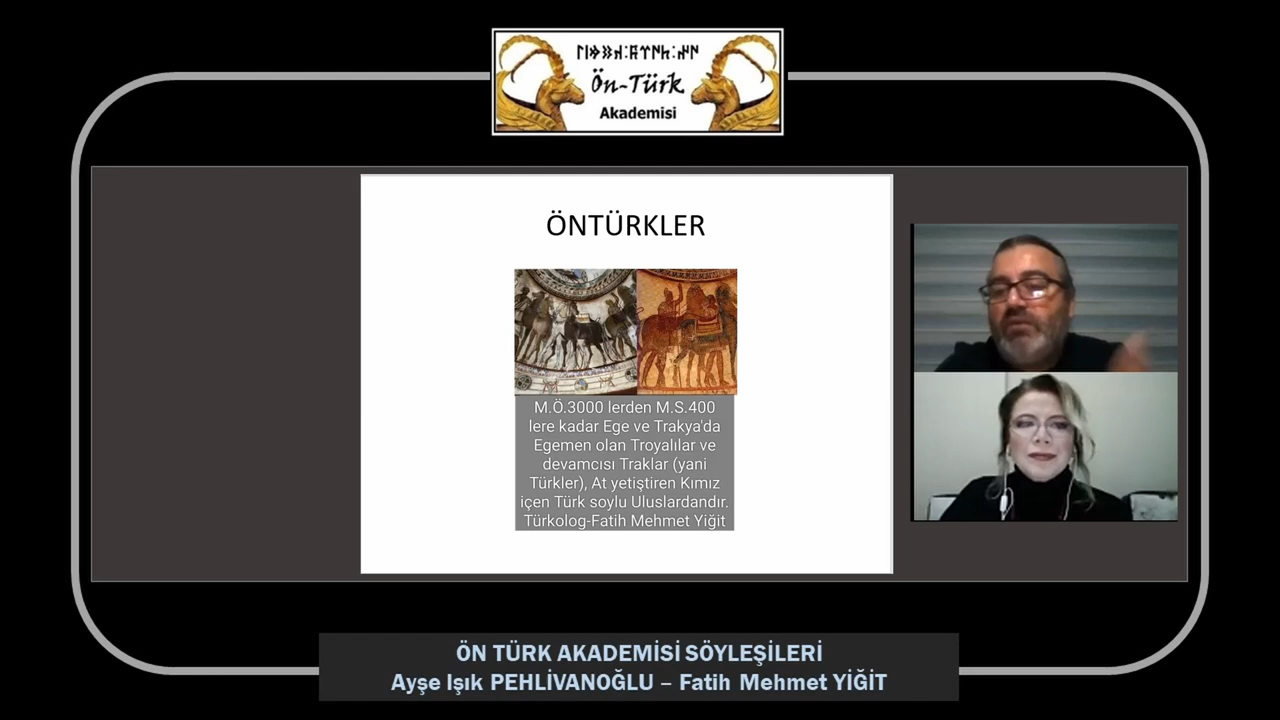 Ön-Türk
Akademisi
ÖNTÜRKLER
M.Ö.3000 lerden M.S.400
lere kadar Ege ve Trakya'da
Egemen olan Troyalılar ve
devamcısı Traklar (yani
Türkler), At yetiştiren Kımız
içen Türk soylu Uluslardandır.
Türkolog-Fatih Mehmet Yiğit
ÖN TÜRK AKADEMİSİ SÖYLEŞİLERİ
Ayşe Işık PEHLİVANOĞLU – Fatih Mehmet YİĞİT